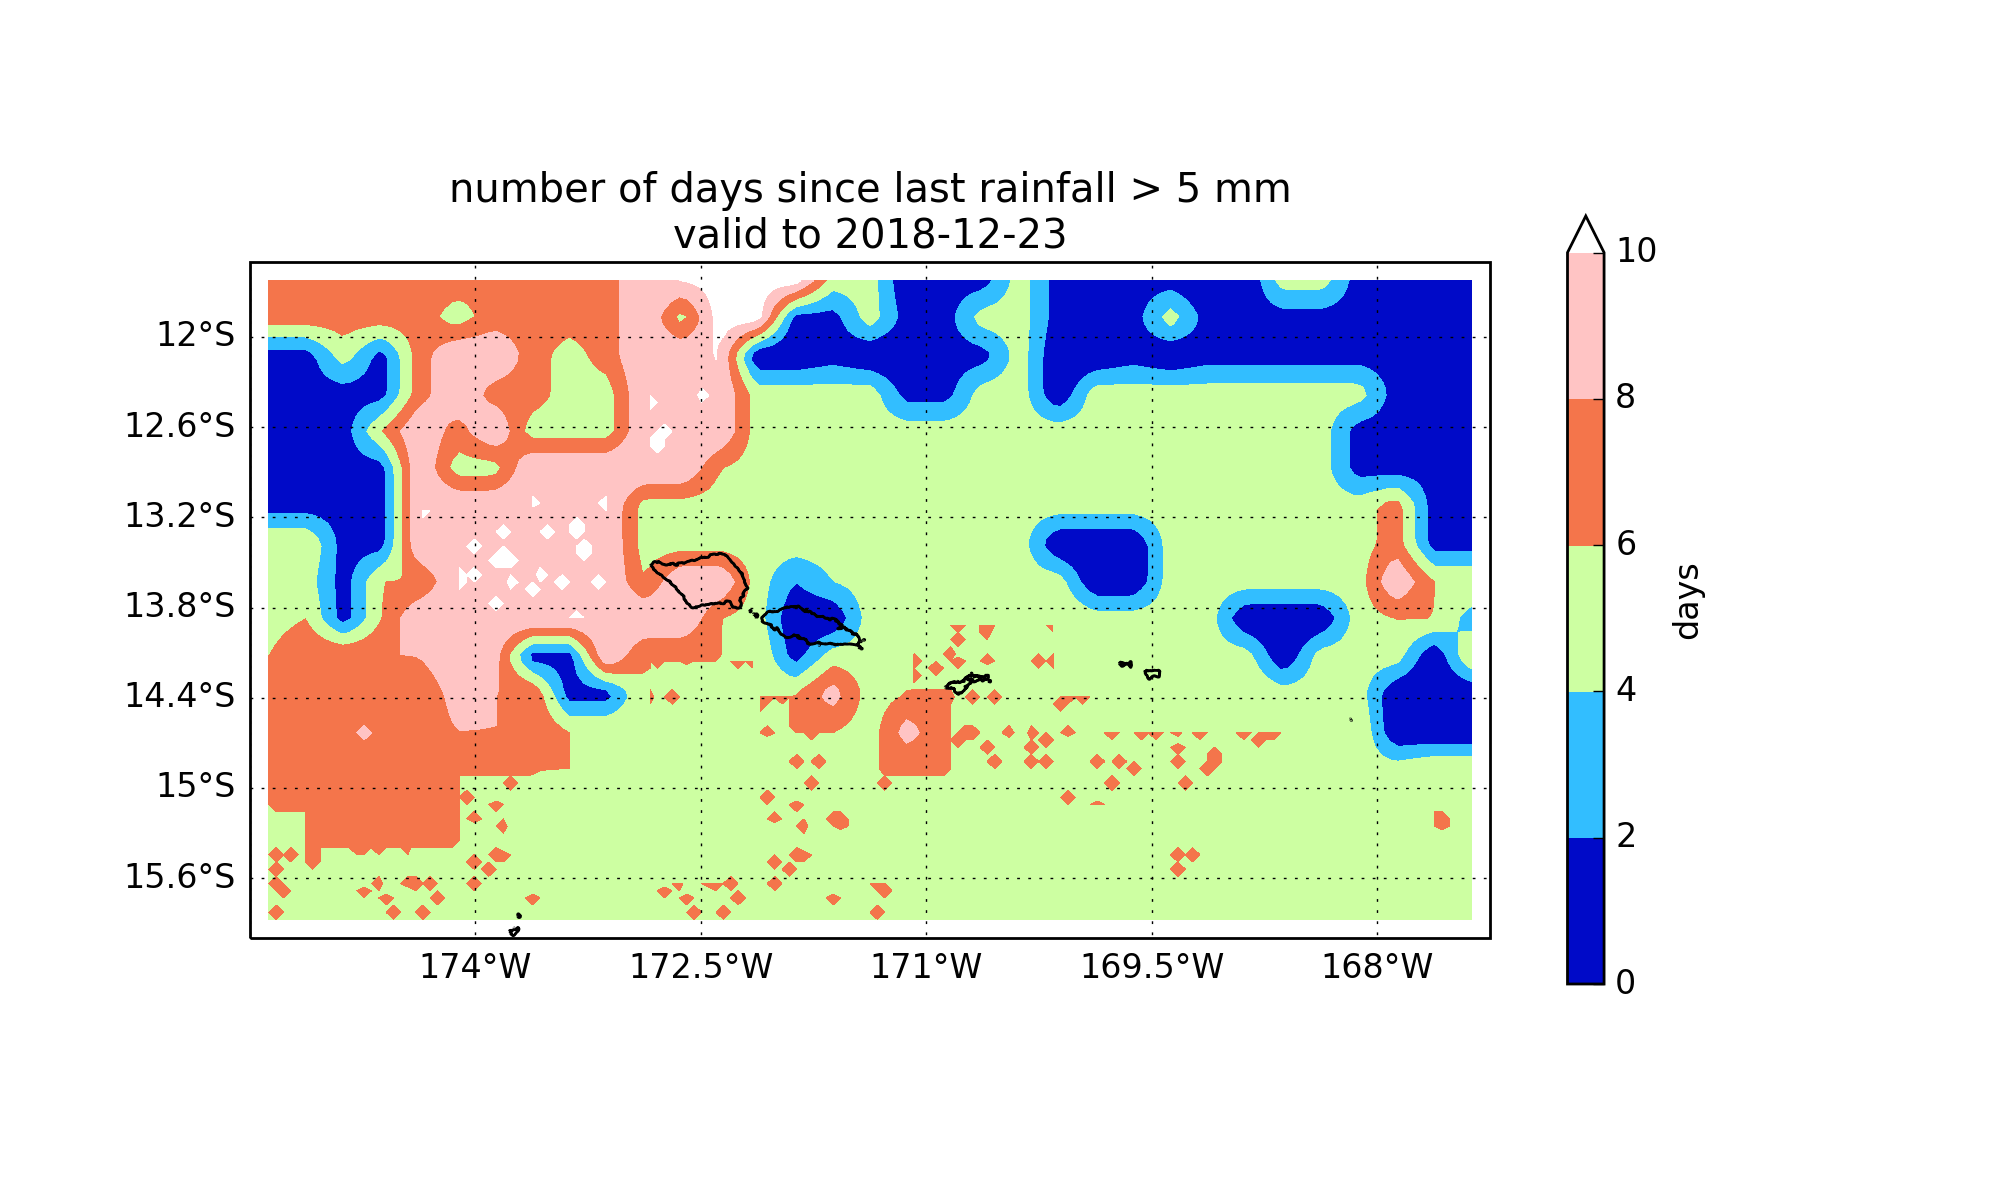 number of days since last rainfall > 5 mm
valid to 2018-12-23
12°S
12.6°S
13.2°S
13.8°S
14.4°S
15°S
15.6°S
174°W
172.5°W
171°W
169.5°W
168°W
10
8
6
4
2
0
days